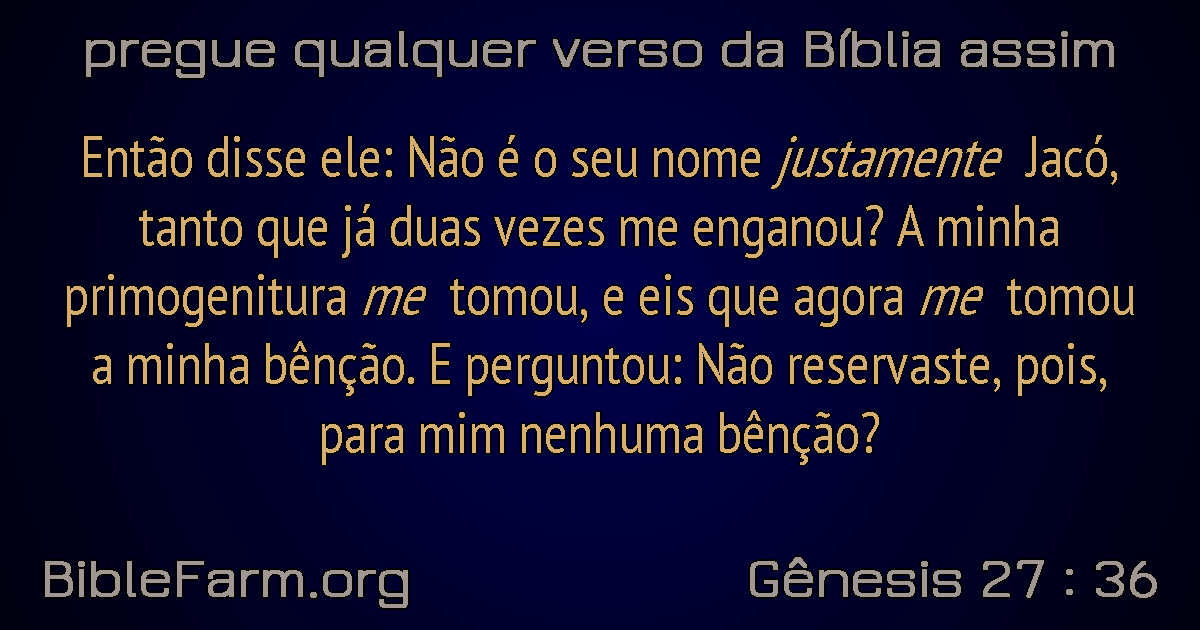 pregue qualquer verso da Bíblia assim
Então disse ele: Não é o seu nome justamente Jacó,
tanto que já duas vezes me enganou? A minha
primogenitura me tomou, e eis que agora me tomou
a minha bênção. E perguntou: Não reservaste, pois,
para mim nenhuma bênção?
BibleFarm.org
Gênesis 27 : 36